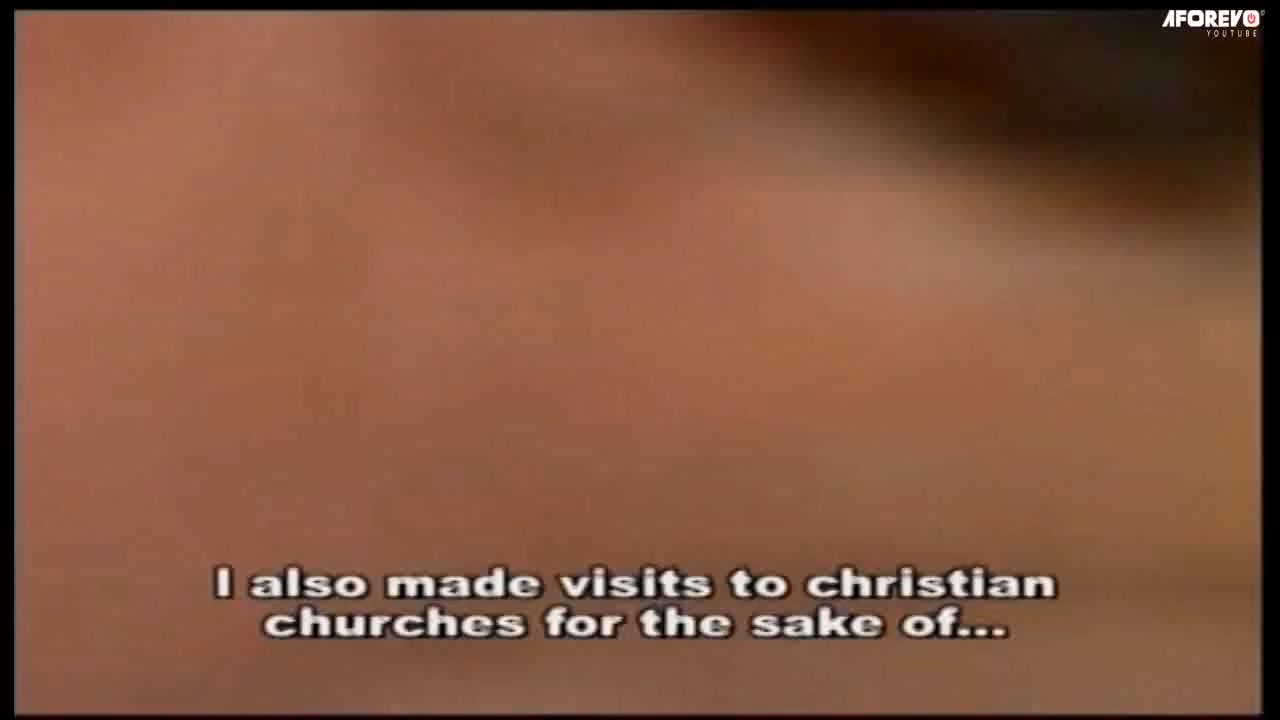 AFOREVO
YOUTUBE
I also made visits to christian
churches for the sake of...